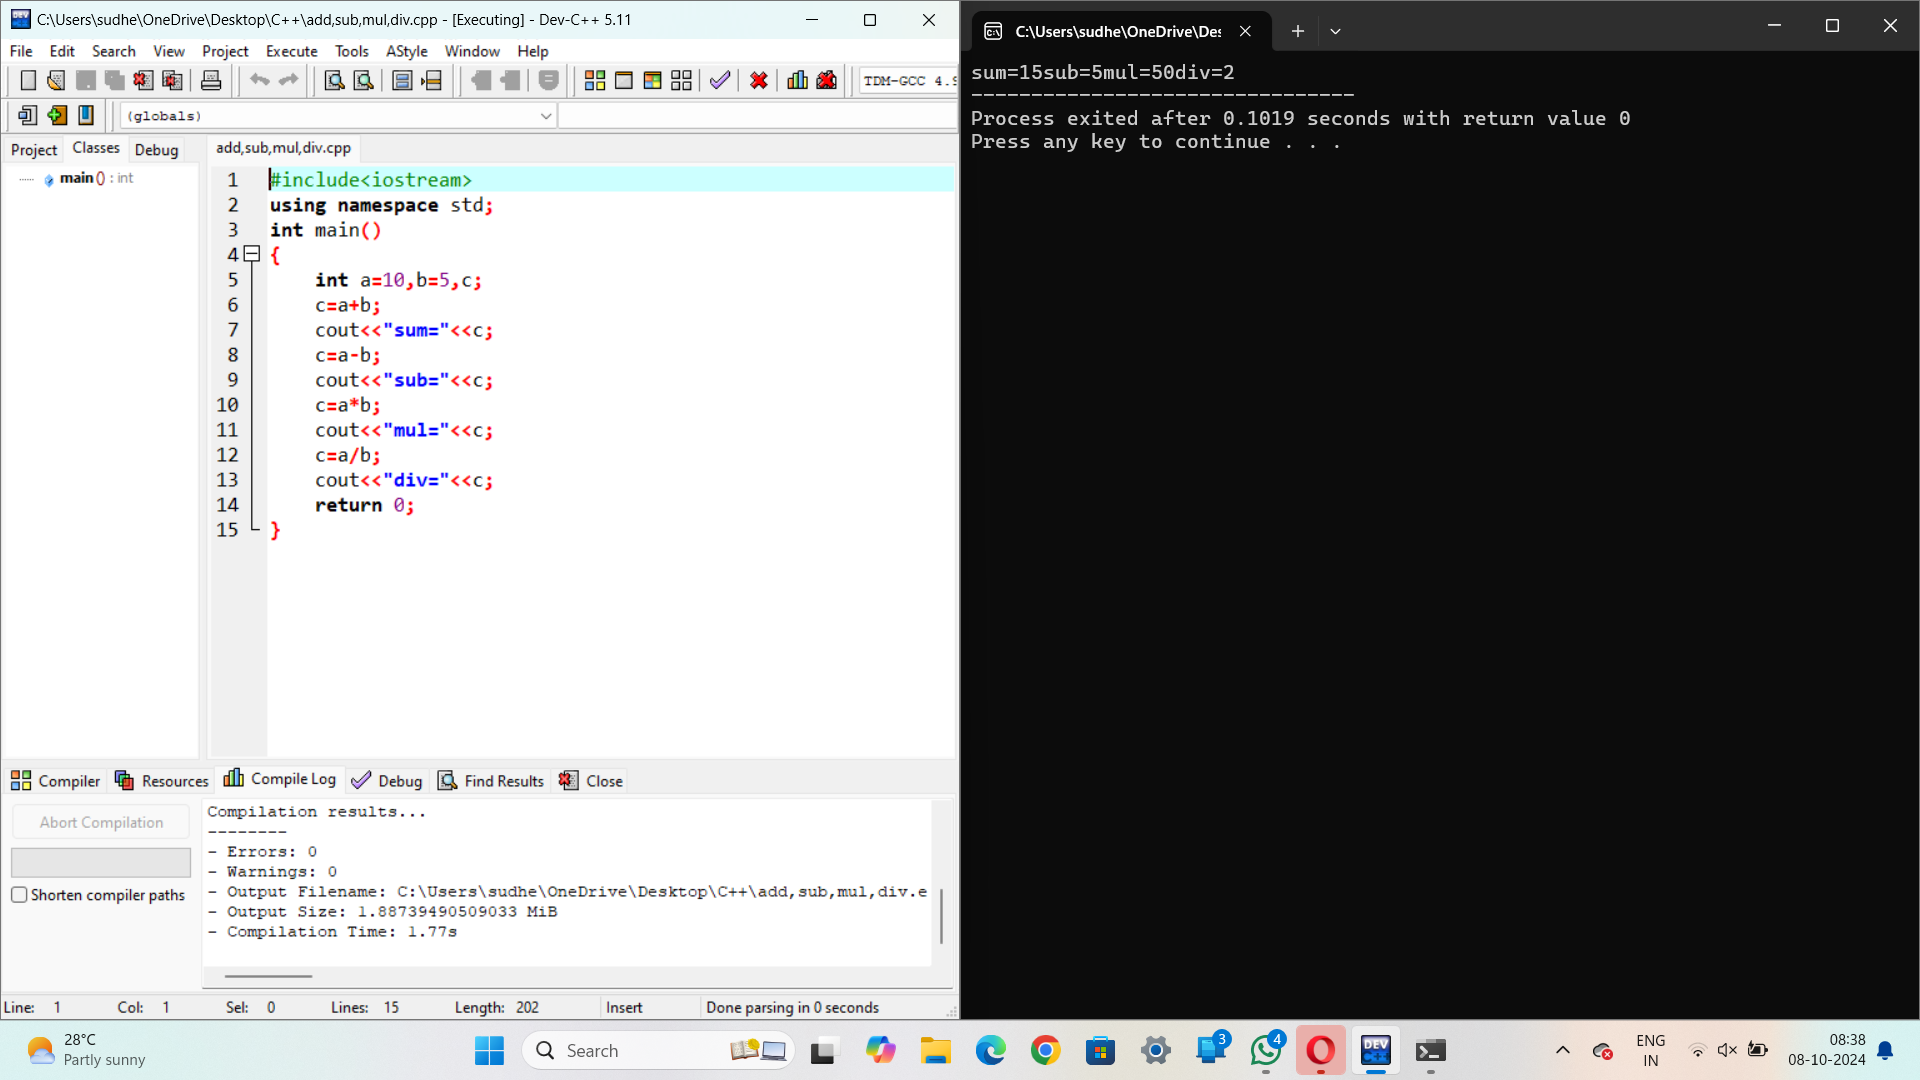 C:\Users\sudhe\OneDrive\Desktop\C++\add,sub,mul,div.cpp - [Executing] - Dev-C++ 5.11
File Edit Search View Project Execute Tools AStyle Window Help
TDM-GCC 4.9
(globals)
Project Classes Debug
main () : int
add,sub,mul,div.cpp
1 #include<iostream>
2 using namespace std;
3 int main()
4 {
5 int a=10,b=5,c;
6 c=a+b;
7 cout<<"sum="<<c;
8 c=a-b;
9 cout<<"sub="<<c;
10 c=a*b;
11 cout<<"mul="<<c;
12 c=a/b;
13 cout<<"div="<<c;
14 return 0;
15 }
Compiler Resources Compile Log Debug Find Results Close
Abort Compilation
Shorten compiler paths
Compilation results...
--------
- Errors: 0
- Warnings: 0
- Output Filename: C:\Users\sudhe\OneDrive\Desktop\C++\add,sub,mul,div.e
- Output Size: 1.88739490509033 MiB
- Compilation Time: 1.77s
Line: 1 Col: 1 Sel: 0 Lines: 15 Length: 202 Insert Done parsing in 0 seconds
C:\Users\sudhe\OneDrive\Des
sum=15sub=5mul=50div=2
--------------------------------
Process exited after 0.1019 seconds with return value 0
Press any key to continue . . .
28°C
Partly sunny
Search
3
4
DEV
C++
ENG
IN
08:38
08-10-2024